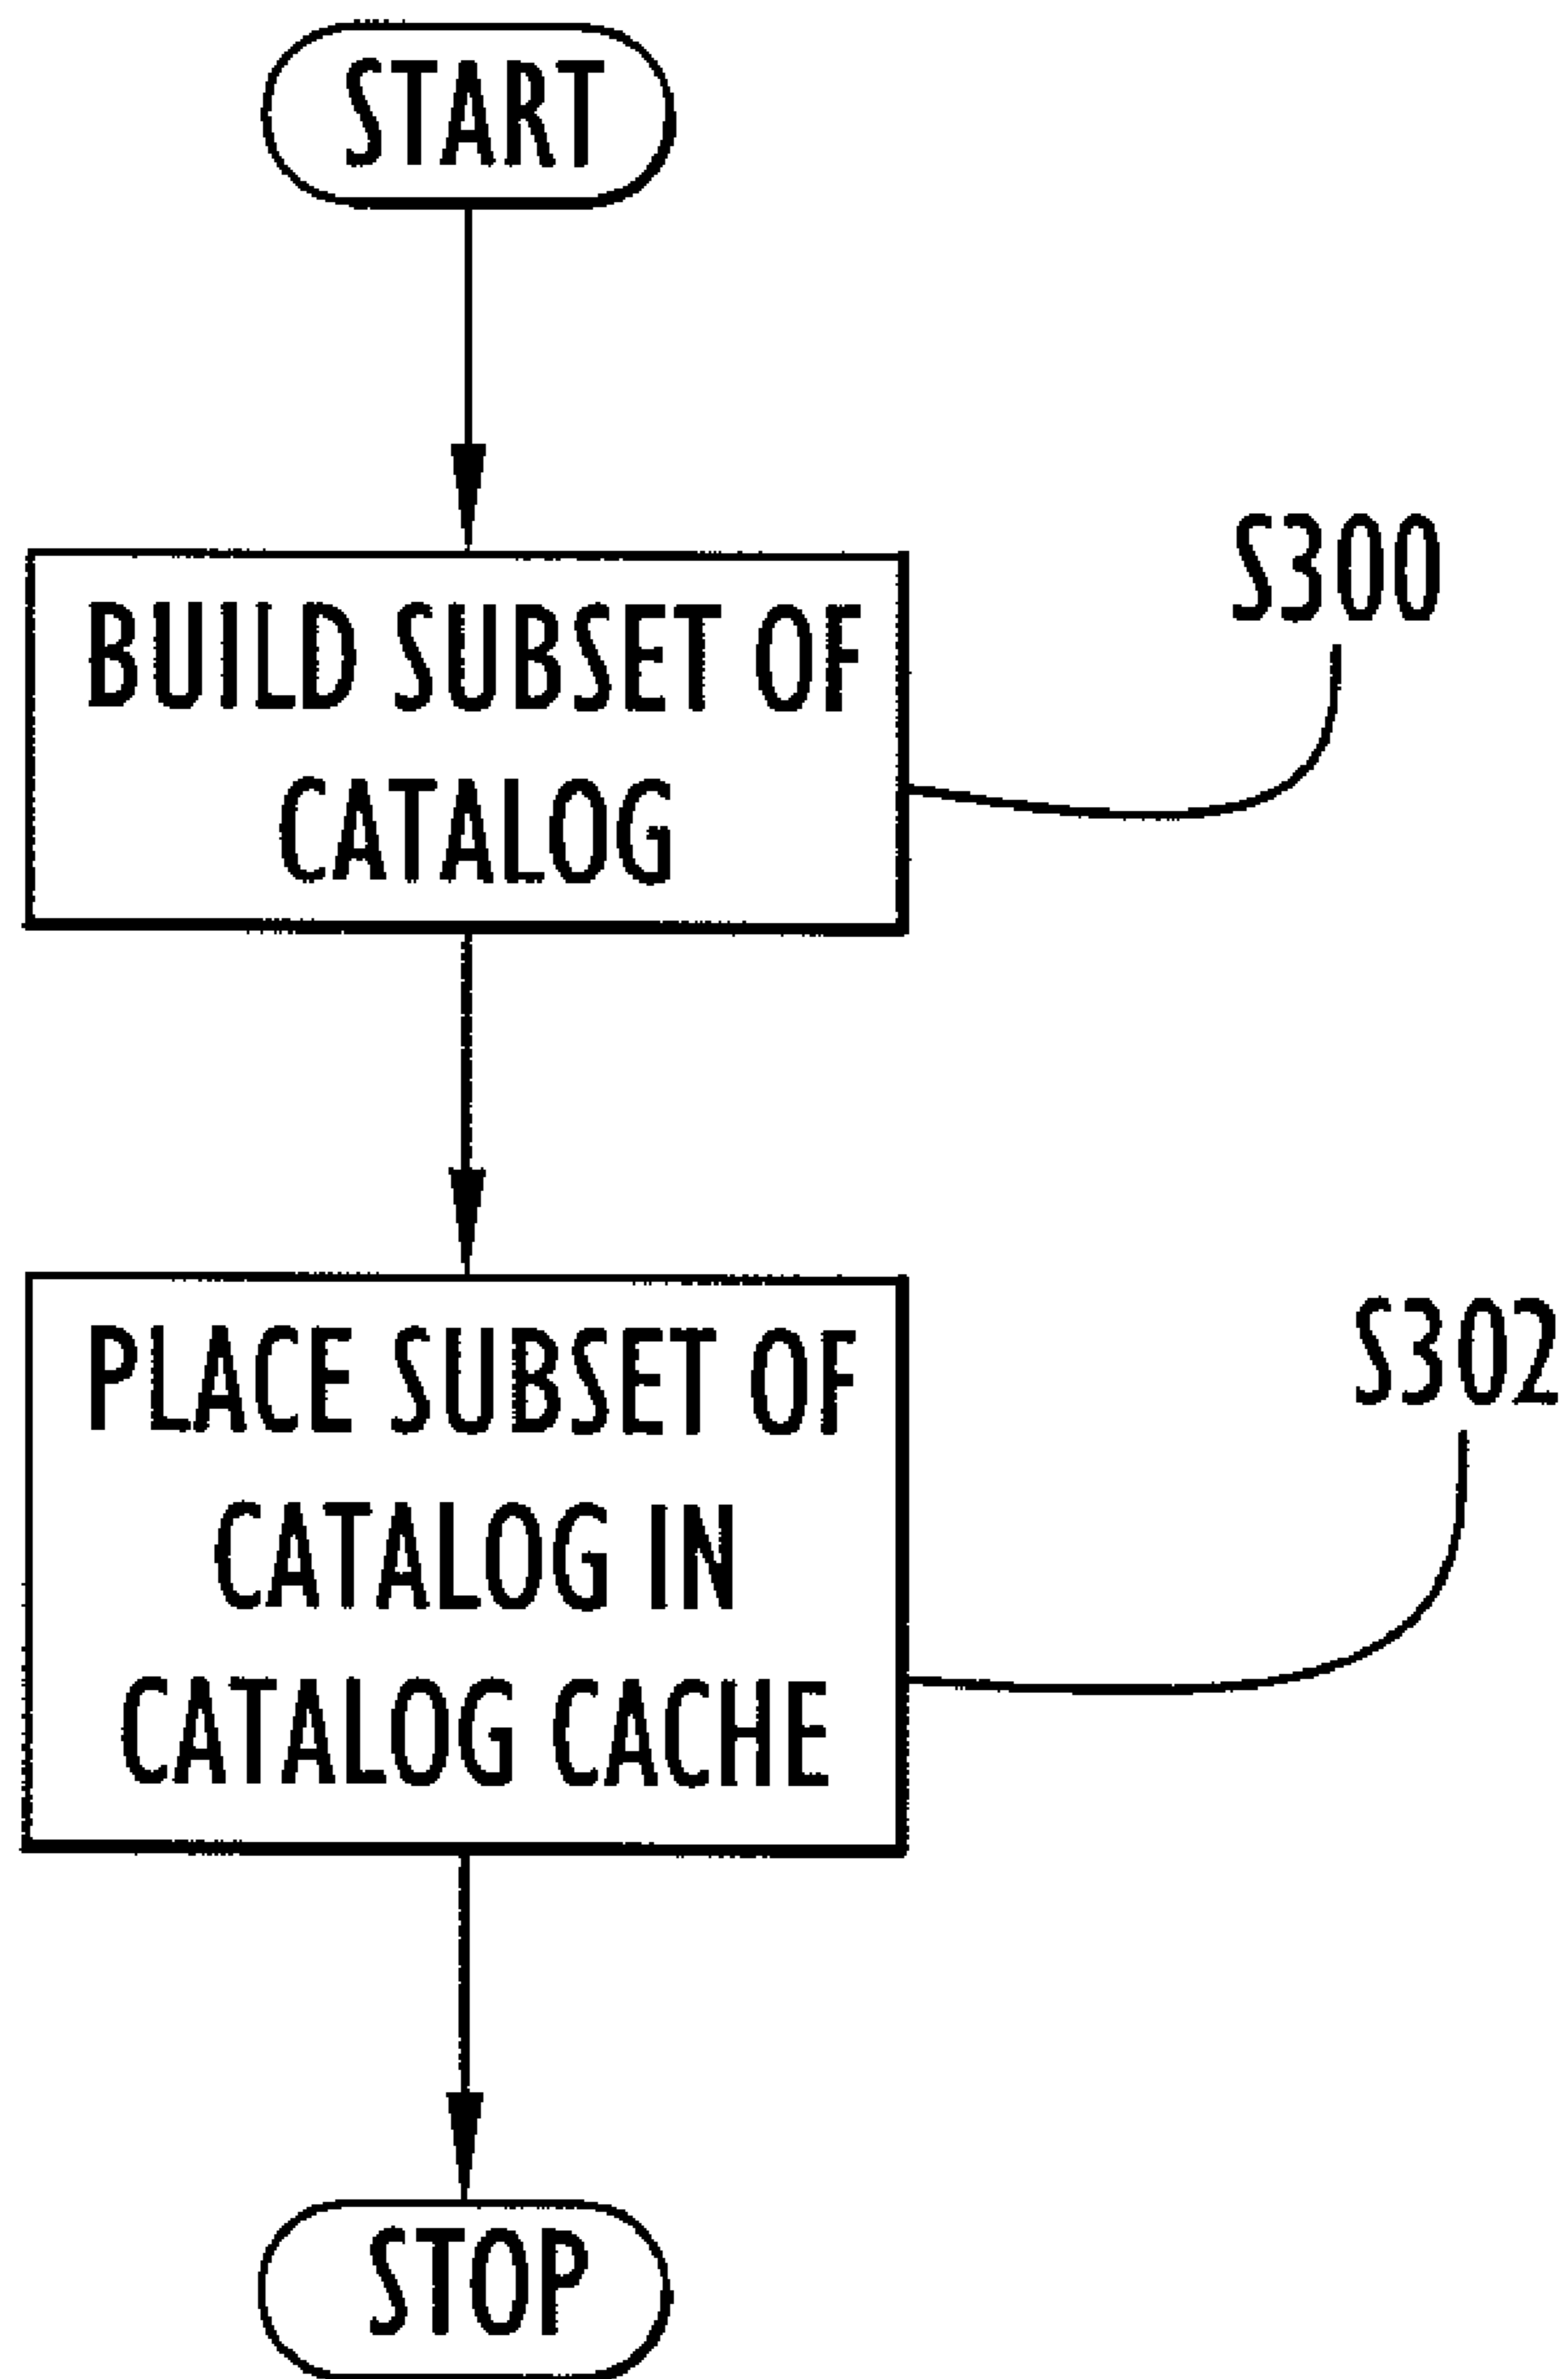 START
S300
BUILD SUBSET OF
CATALOG
S302
PLACE SUBSET OF
CATALOG IN
CATALOG CACHE
STOP